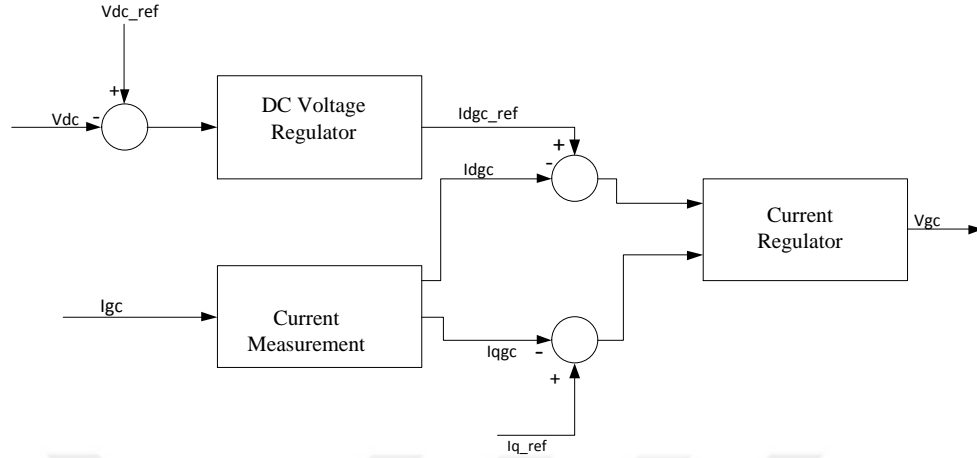 Vdc_ref
+
-
Vdc
DC Voltage
Regulator
Idgc_ref
+
-
Idgc
Current
Regulator
Vgc
Igc
Current
Measurement
Iqgc
-
+
Iq_ref